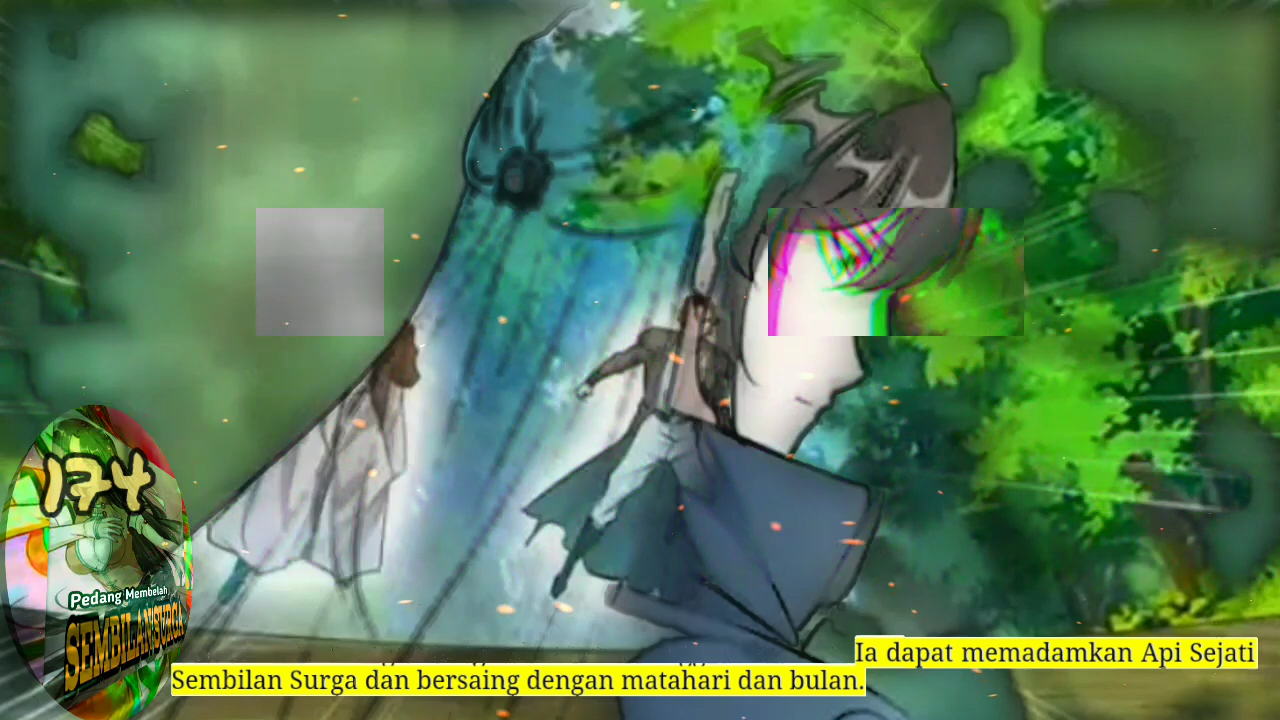 174
Pedang Membelah
SEMBILAN SURGA
Ia dapat memadamkan Api Sejati
Sembilan Surga dan bersaing dengan matahari dan bulan.